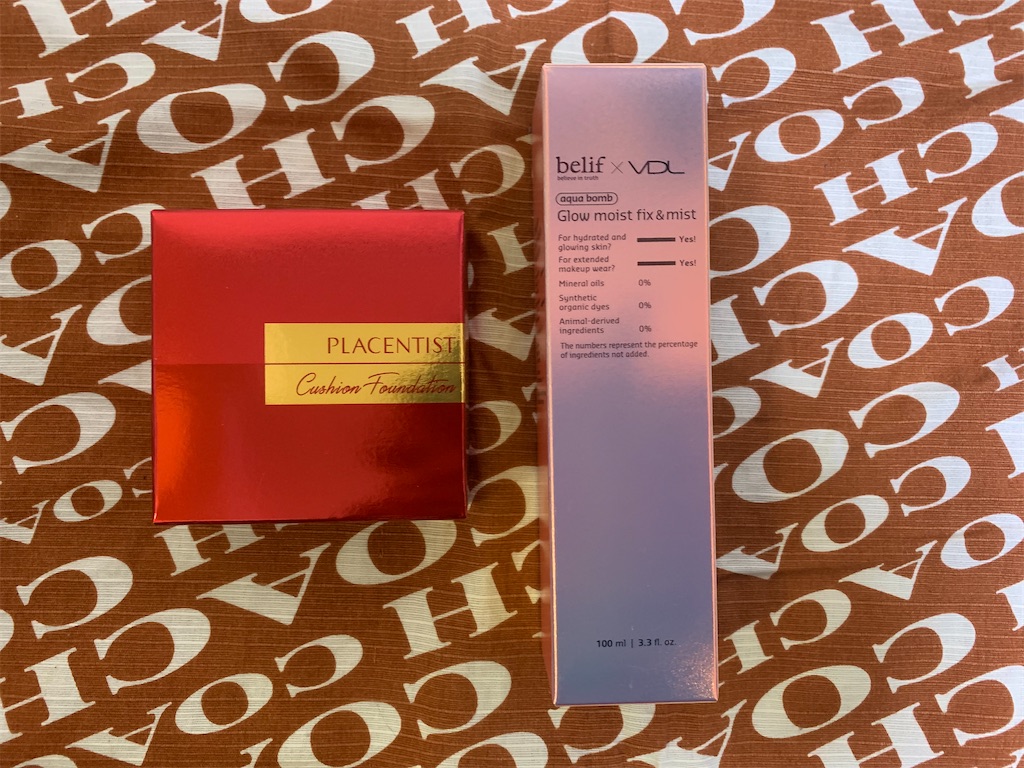 PLACENTIST
Cushion Foundation
belif × VDL
believe in truth
aqua bomb
Glow moist fix & mist
For hydrated and
glowing skin? Yes!
For extended
makeup wear? Yes!
Mineral oils 0%
Synthetic
organic dyes 0%
Animal-derived
ingredients 0%
The numbers represent the percentage
of ingredients not added.
100 ml | 3.3 fl. oz.